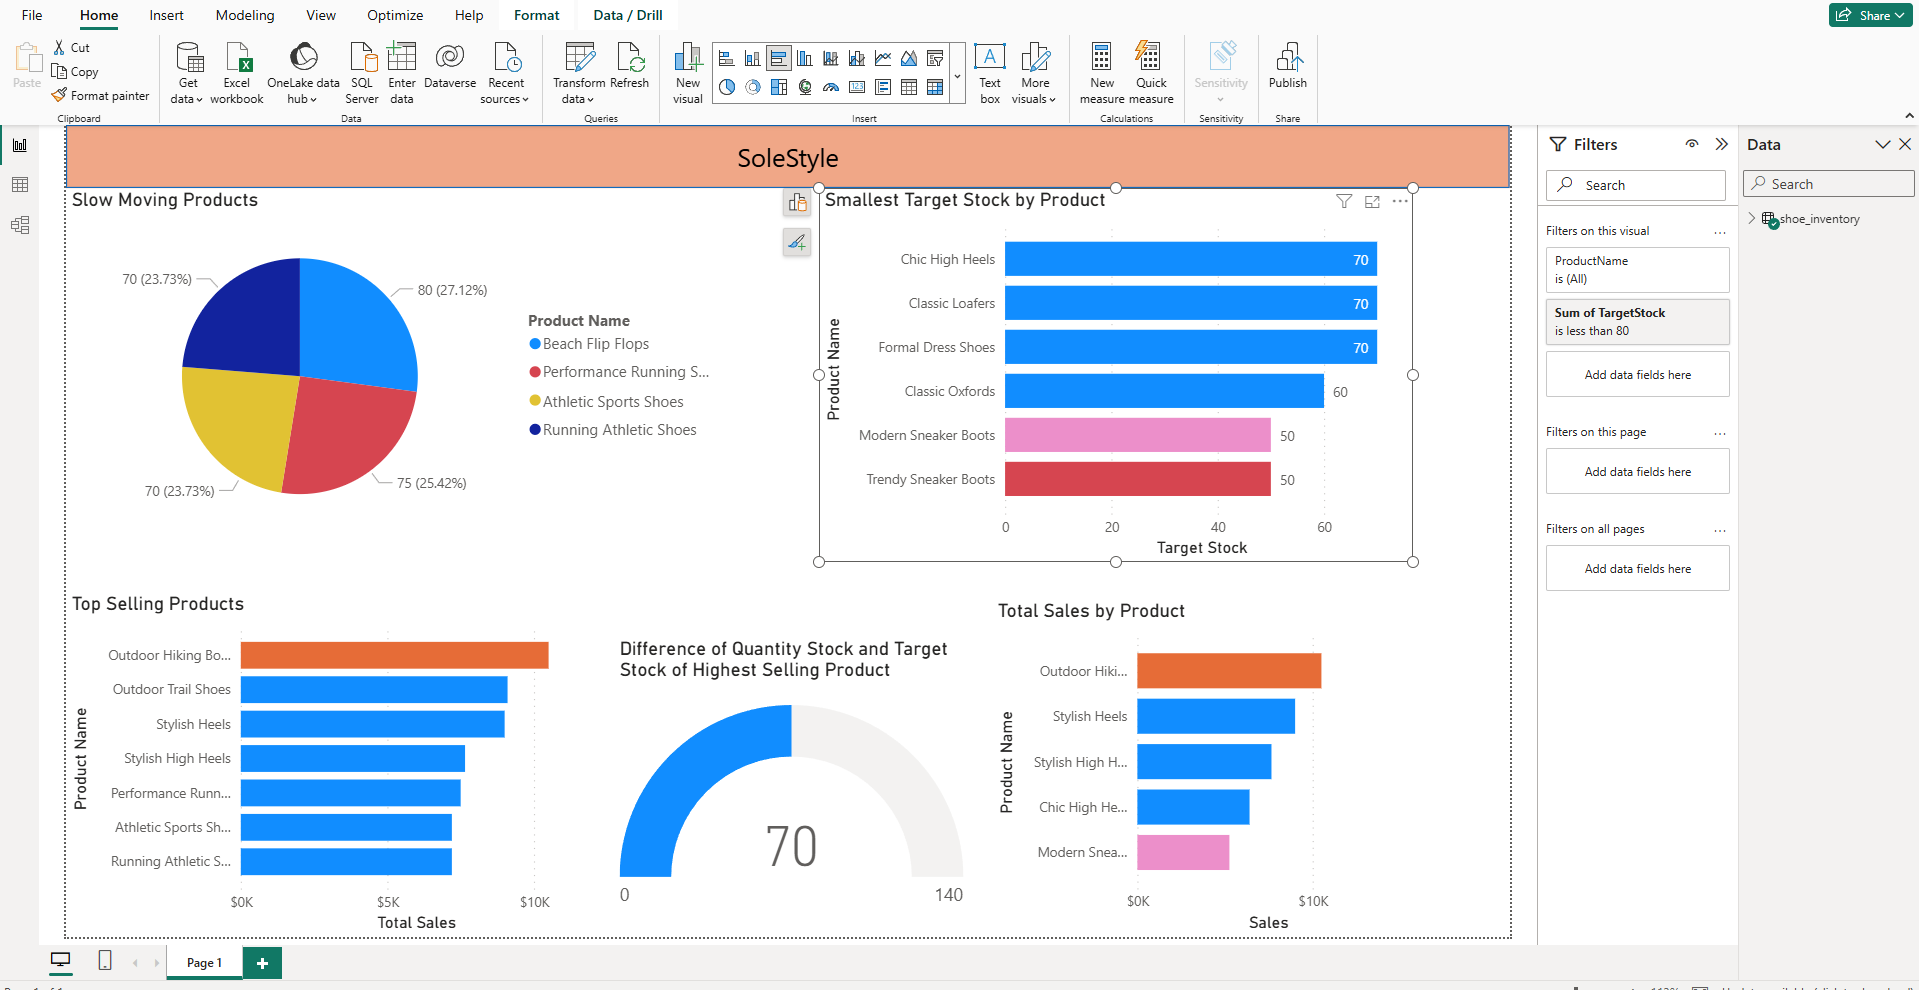 File Home Insert Modeling View Optimize Help Format Data / Drill Share
Paste Cut Copy Format painter
Clipboard
Get data Excel workbook OneLake data hub SQL Server Enter data Dataverse Recent sources
Data
Transform data Refresh
Queries
New visual Text box More visuals
Insert
New measure Quick measure
Calculations
Sensitivity
Sensitivity
Publish
Share
SoleStyle
Slow Moving Products
70 (23.73%)
80 (27.12%)
70 (23.73%)
75 (25.42%)
Product Name
Beach Flip Flops
Performance Running S...
Athletic Sports Shoes
Running Athletic Shoes
Smallest Target Stock by Product
Product Name
Chic High Heels 70
Classic Loafers 70
Formal Dress Shoes 70
Classic Oxfords 60
Modern Sneaker Boots 50
Trendy Sneaker Boots 50
0 20 40 60
Target Stock
Top Selling Products
Product Name
Outdoor Hiking Bo...
Outdoor Trail Shoes
Stylish Heels
Stylish High Heels
Performance Runn...
Athletic Sports Sh...
Running Athletic S...
$0K $5K $10K
Total Sales
Difference of Quantity Stock and Target
Stock of Highest Selling Product
70
0 140
Total Sales by Product
Product Name
Outdoor Hiki...
Stylish Heels
Stylish High H...
Chic High He...
Modern Snea...
$0K $10K
Sales
Filters
Search
Filters on this visual ...
ProductName
is (All)
Sum of TargetStock
is less than 80
Add data fields here
Filters on this page ...
Add data fields here
Filters on all pages ...
Add data fields here
Data
Search
shoe_inventory
Page 1